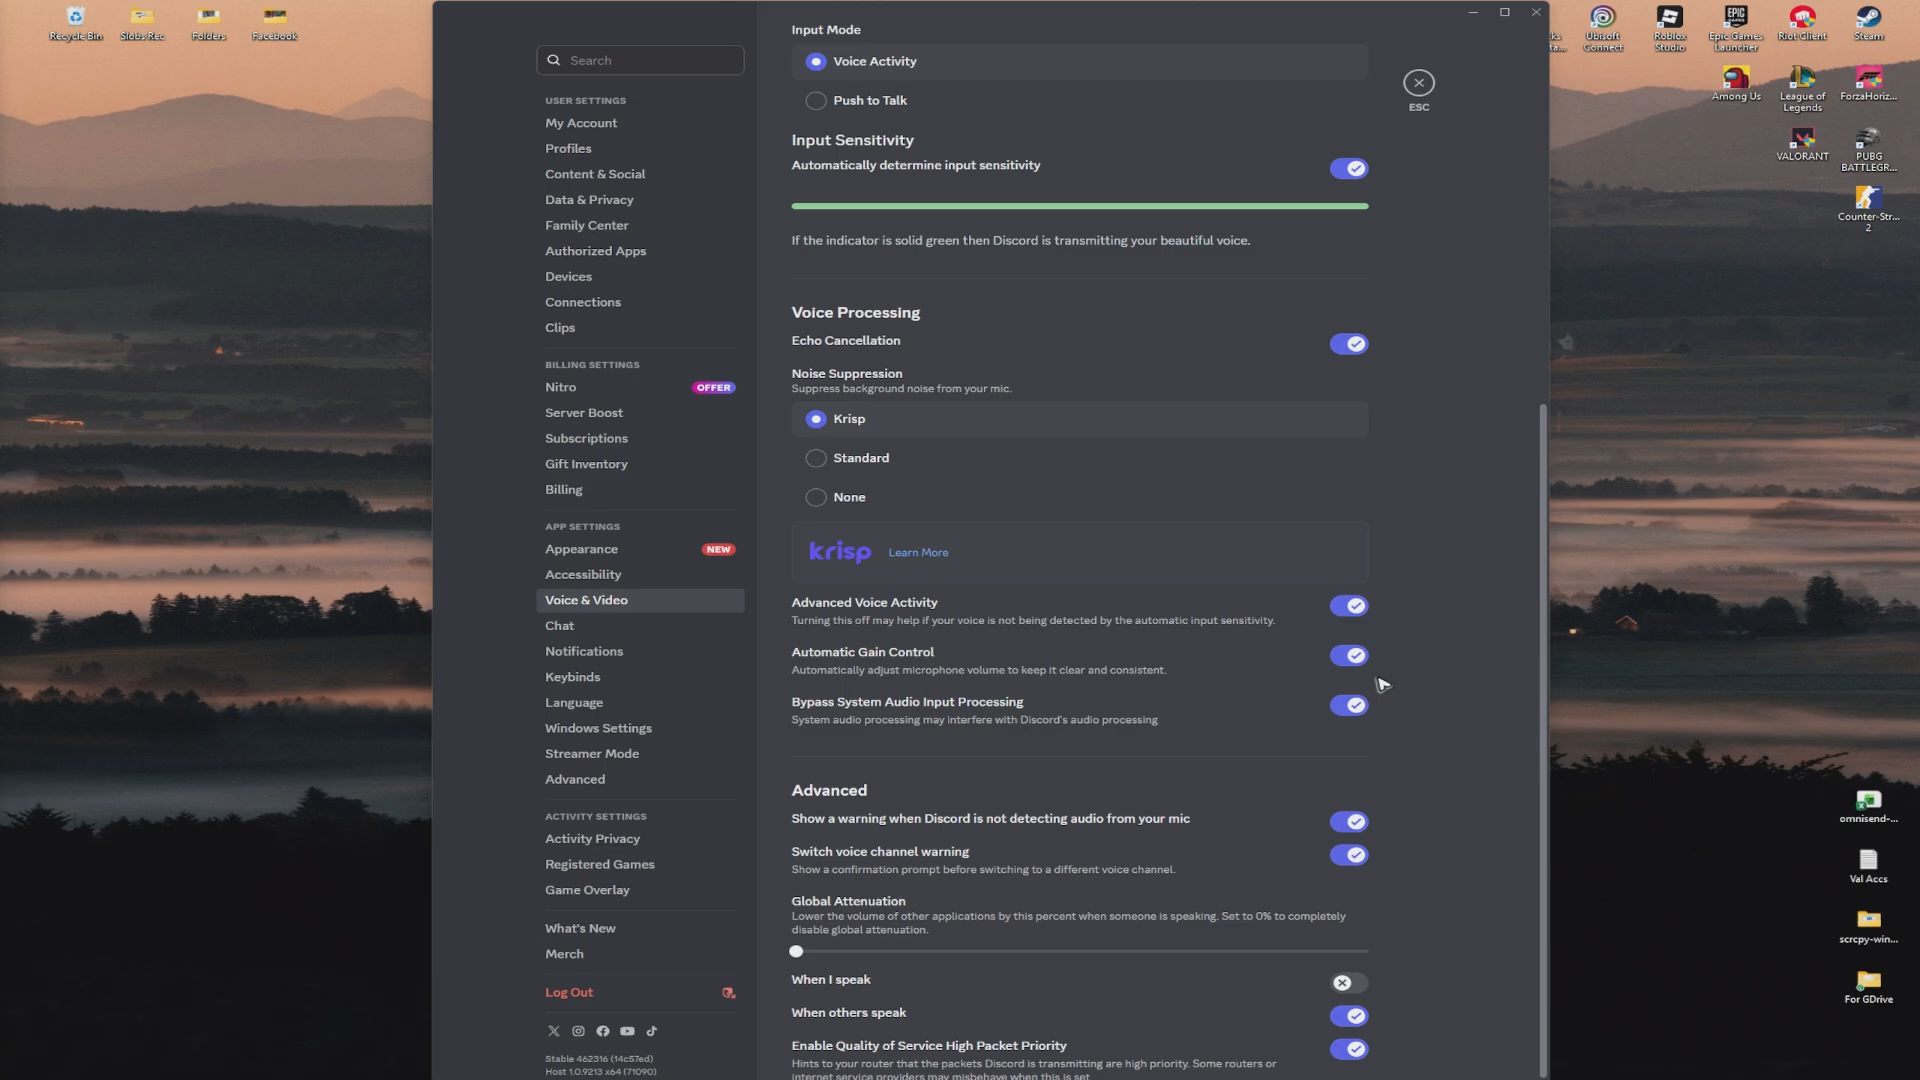 Recycle Bin
Slobs Rec
Folders
Facebook
Search
USER SETTINGS
My Account
Profiles
Content & Social
Data & Privacy
Family Center
Authorized Apps
Devices
Connections
Clips
BILLING SETTINGS
Nitro
OFFER
Server Boost
Subscriptions
Gift Inventory
Billing
APP SETTINGS
Appearance
NEW
Accessibility
Voice & Video
Chat
Notifications
Keybinds
Language
Windows Settings
Streamer Mode
Advanced
ACTIVITY SETTINGS
Activity Privacy
Registered Games
Game Overlay
What's New
Merch
Log Out
Stable 462316 (14c57ed)
Host 1.0.9213 x64 (71090)
Input Mode
Voice Activity
Push to Talk
ESC
Input Sensitivity
Automatically determine input sensitivity
If the indicator is solid green then Discord is transmitting your beautiful voice.
Voice Processing
Echo Cancellation
Noise Suppression
Suppress background noise from your mic.
Krisp
Standard
None
krisp
Learn More
Advanced Voice Activity
Turning this off may help if your voice is not being detected by the automatic input sensitivity.
Automatic Gain Control
Automatically adjust microphone volume to keep it clear and consistent.
Bypass System Audio Input Processing
System audio processing may interfere with Discord's audio processing
Advanced
Show a warning when Discord is not detecting audio from your mic
Switch voice channel warning
Show a confirmation prompt before switching to a different voice channel.
Global Attenuation
Lower the volume of other applications by this percent when someone is speaking. Set to 0% to completely
disable global attenuation.
When I speak
When others speak
Enable Quality of Service High Packet Priority
Hints to your router that the packets Discord is transmitting are high priority. Some routers or
internet service providers may misbehave when this is set.
Ubisoft
Connect
Roblox
Studio
EPIC
GAMES
Epic Games
Launcher
Riot Client
Steam
Among Us
League of
Legends
ForzaHoriz...
VALORANT
PUBG
BATTLEGR...
Counter-Str...
2
omnisend-...
Val Accs
scrcpy-win...
For GDrive